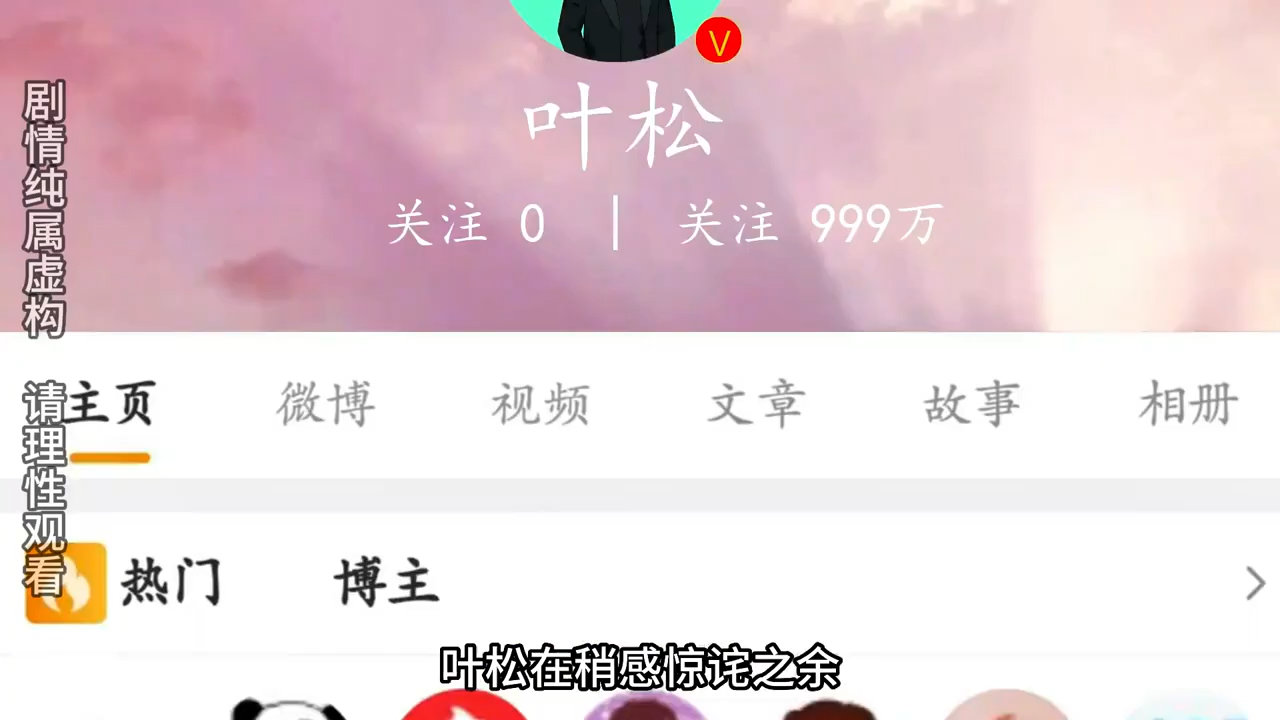 V
叶松
关注 0 | 关注 999万
剧情纯属虚构 请理性观看
主页 微博 视频 文章 故事 相册
热门 博主
叶松在稍感惊诧之余